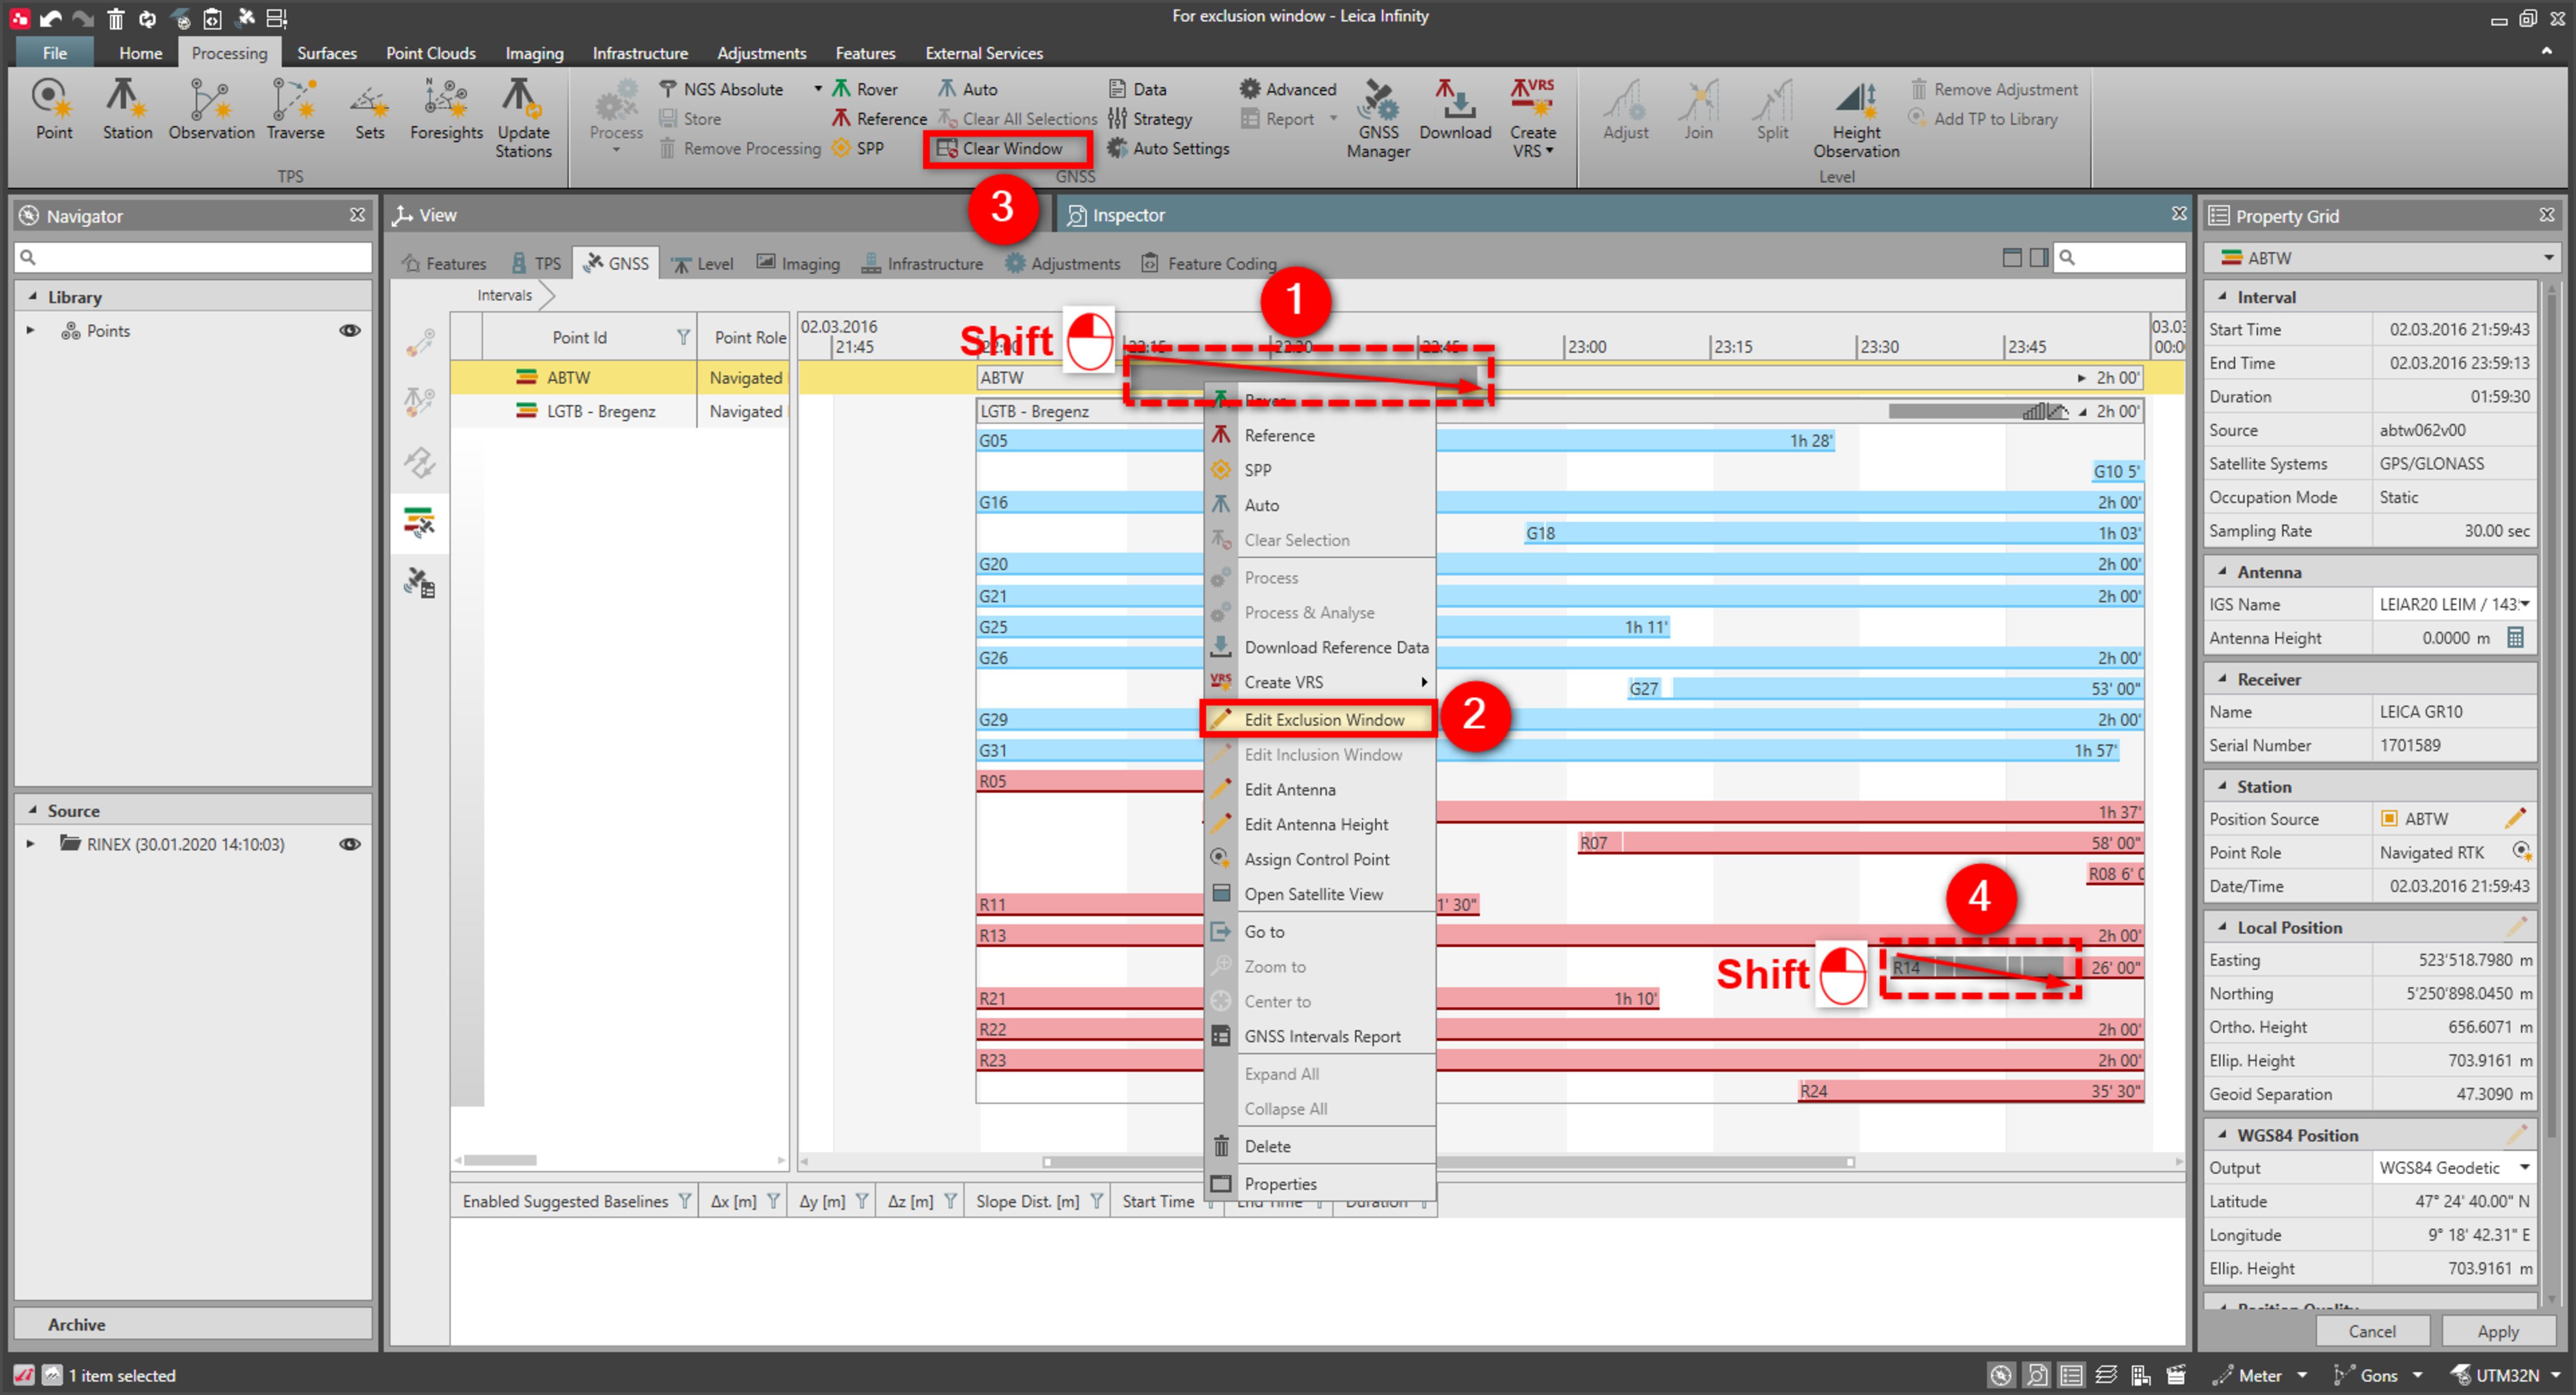 For exclusion window - Leica Infinity
File Home Processing Surfaces Point Clouds Imaging Infrastructure Adjustments Features External Services
Point Station Observation Traverse Sets Foresights Update Stations
TPS
Process
NGS Absolute
Store
Remove Processing
Rover
Reference
SPP
Auto
Clear All Selections
Clear Window
Data
Strategy
Auto Settings
Advanced
Report
GNSS Manager
Download
VRS
Create VRS
GNSS
Adjust Join Split Height Observation
Remove Adjustment
Add TP to Library
Level
3
Navigator
Library
Points
Source
RINEX (30.01.2020 14:10:03)
Archive
View
Inspector
Features TPS GNSS Level Imaging Infrastructure Adjustments Feature Coding
Intervals
1
Point Id Point Role
02.03.2016
21:45 22:00 22:15 22:30 22:45 23:00 23:15 23:30 23:45
03.03
00:0
Shift
ABTW Navigated
ABTW 2h 00'
LGTB - Bregenz Navigated
LGTB - Bregenz 2h 00'
G05 1h 28'
G10 5'
G16 2h 00'
G18 1h 03'
G20 2h 00'
G21 2h 00'
G25 1h 11'
G26 2h 00'
G27 53' 00"
G29 2h 00'
G31 1h 57'
R05
1h 37'
R07 58' 00"
R08 6' 0
R11 1' 30"
R13 2h 00'
R14 26' 00"
R21 1h 10'
R22 2h 00'
R23 2h 00'
R24 35' 30"
4
Shift
Rover
Reference
SPP
Auto
Clear Selection
Process
Process & Analyse
Download Reference Data
VRS Create VRS
Edit Exclusion Window
2
Edit Inclusion Window
Edit Antenna
Edit Antenna Height
Assign Control Point
Open Satellite View
Go to
Zoom to
Center to
GNSS Intervals Report
Expand All
Collapse All
Delete
Properties
Enabled Suggested Baselines Δx [m] Δy [m] Δz [m] Slope Dist. [m] Start Time End Time Duration
Property Grid
ABTW
Interval
Start Time 02.03.2016 21:59:43
End Time 02.03.2016 23:59:13
Duration 01:59:30
Source abtw062v00
Satellite Systems GPS/GLONASS
Occupation Mode Static
Sampling Rate 30.00 sec
Antenna
IGS Name LEIAR20 LEIM / 143
Antenna Height 0.0000 m
Receiver
Name LEICA GR10
Serial Number 1701589
Station
Position Source ABTW
Point Role Navigated RTK
Date/Time 02.03.2016 21:59:43
Local Position
Easting 523'518.7980 m
Northing 5'250'898.0450 m
Ortho. Height 656.6071 m
Ellip. Height 703.9161 m
Geoid Separation 47.3090 m
WGS84 Position
Output WGS84 Geodetic
Latitude 47° 24' 40.00" N
Longitude 9° 18' 42.31" E
Ellip. Height 703.9161 m
Position Quality
Cancel Apply
1 item selected
Meter Gons UTM32N